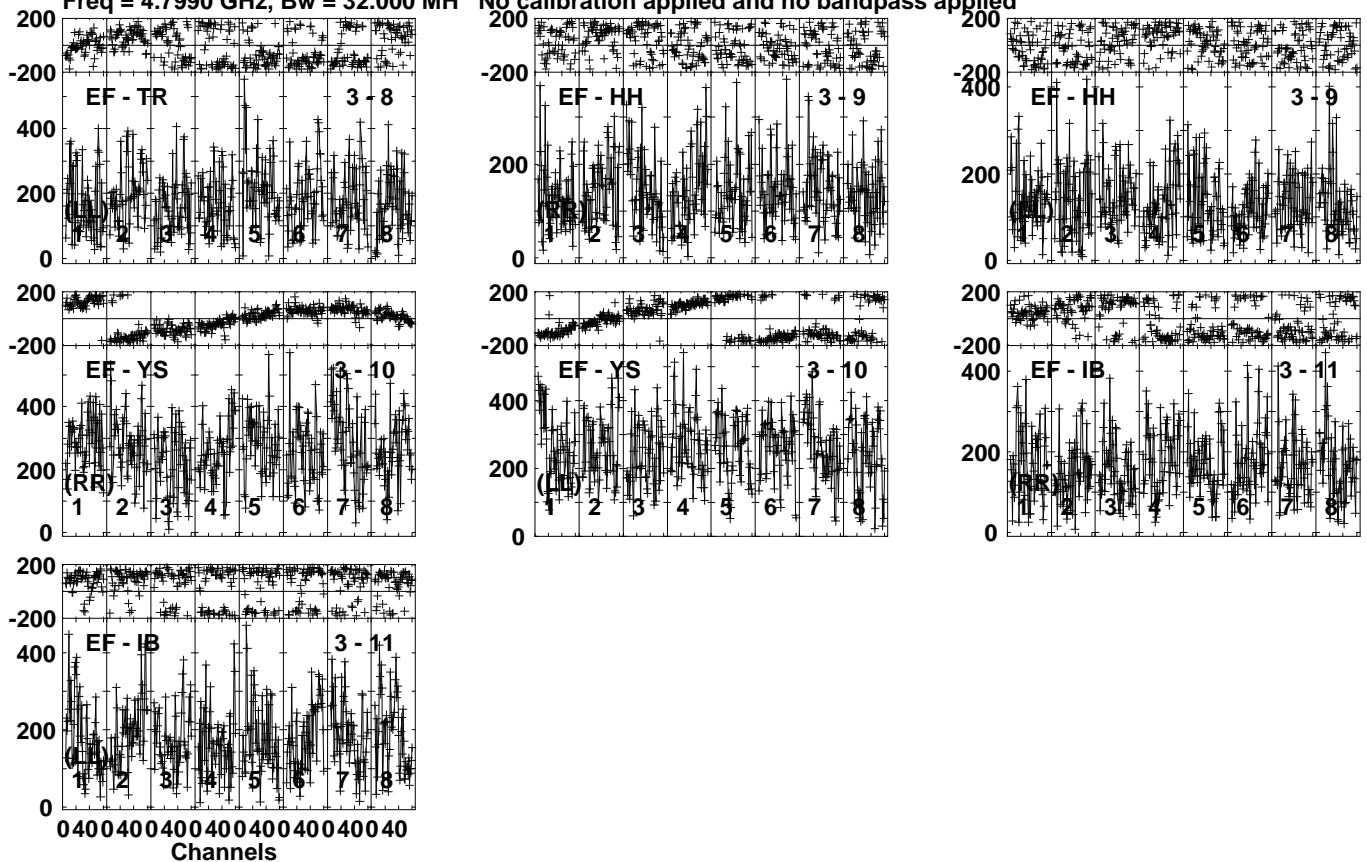 Freq = 4.7990 GHz, Bw = 32.000 MH No calibration applied and no bandpass applied
200 200 200
-200 -200 -200
EF - TR 3 - 8 EF - HH 3 - 9 EF - HH 3 - 9
400 400 400
200 200 200
(LL) (RR) (LL)
1 2 3 4 5 6 7 8 1 2 3 4 5 6 7 8 1 2 3 4 5 6 7 8
0 0 0
200 200 200
-200 -200 -200
EF - YS 3 - 10 EF - YS 3 - 10 EF - IB 3 - 11
400 400 400
200 200 200
(RR) (LL) (RR)
1 2 3 4 5 6 7 8 1 2 3 4 5 6 7 8 1 2 3 4 5 6 7 8
0 0 0
200
-200
EF - IB 3 - 11
400
200
(LL)
1 2 3 4 5 6 7 8
0
0 40 0 40 0 40 0 40 0 40 0 40 0 40 0 40
Channels